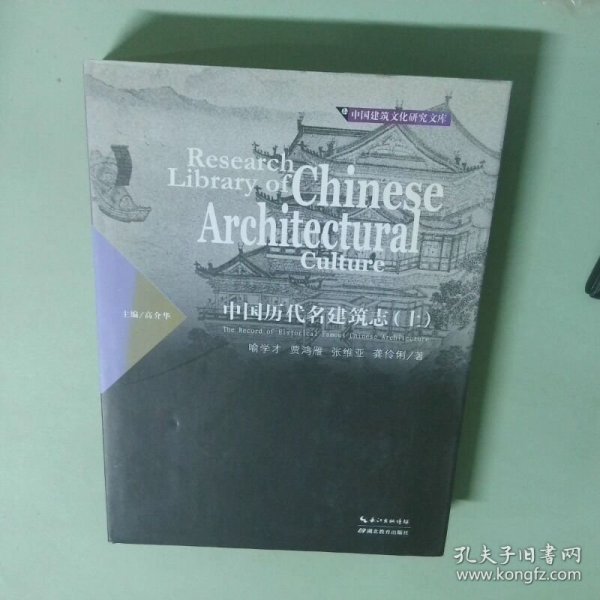 中国建筑文化研究文库
Research
Library of Chinese
Architectural
Culture
主编/高介华
中国历代名建筑志（上）
The Record of Historical Famous Chinese Architecture
喻学才 贾鸿雁 张维亚 龚伶俐/著
长江出版传媒
湖北教育出版社
孔夫子旧书网
www.kongfz.com